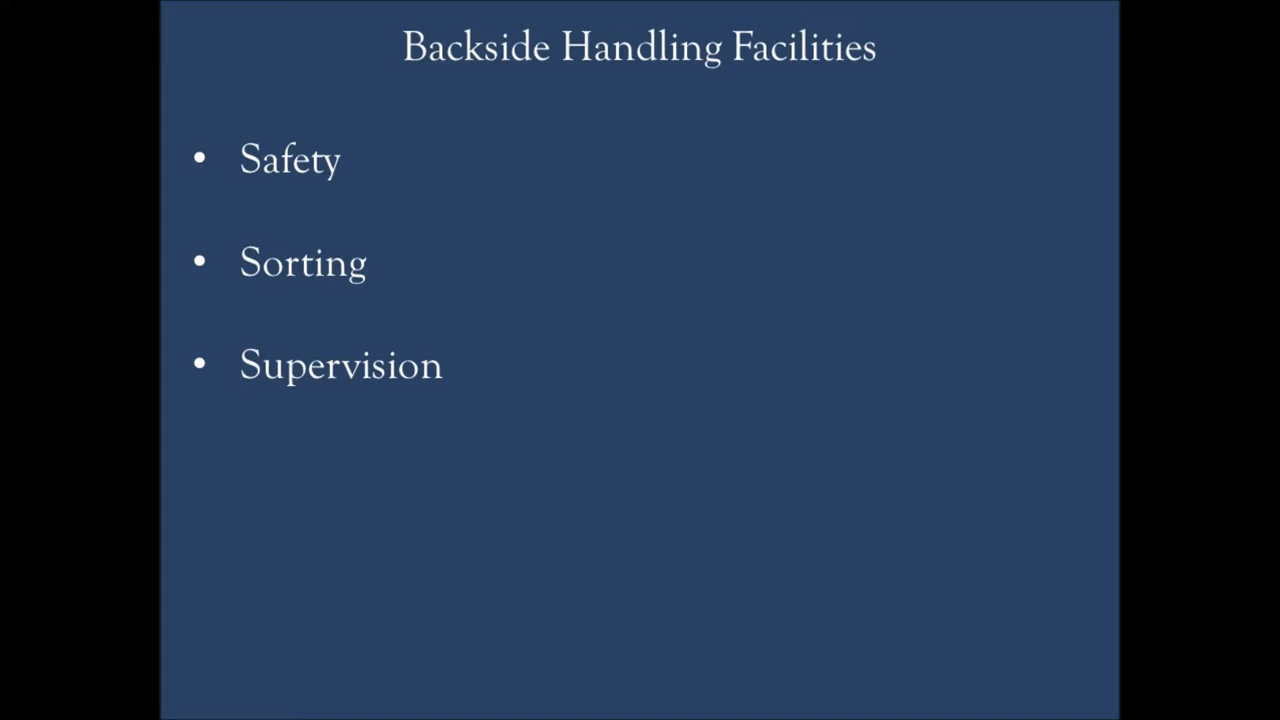 Backside Handling Facilities
• Safety
• Sorting
• Supervision